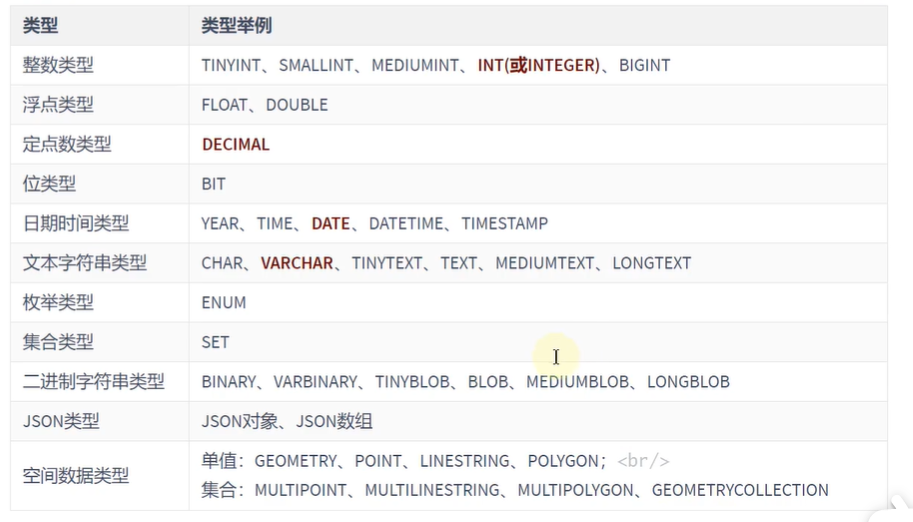 类型 类型举例
整数类型 TINYINT、SMALLINT、MEDIUMINT、INT(或INTEGER)、BIGINT
浮点类型 FLOAT、DOUBLE
定点数类型 DECIMAL
位类型 BIT
日期时间类型 YEAR、TIME、DATE、DATETIME、TIMESTAMP
文本字符串类型 CHAR、VARCHAR、TINYTEXT、TEXT、MEDIUMTEXT、LONGTEXT
枚举类型 ENUM
集合类型 SET
二进制字符串类型 BINARY、VARBINARY、TINYBLOB、BLOB、MEDIUMBLOB、LONGBLOB
JSON类型 JSON对象、JSON数组
空间数据类型 单值：GEOMETRY、POINT、LINESTRING、POLYGON；<br/>
集合：MULTIPOINT、MULTILINESTRING、MULTIPOLYGON、GEOMETRYCOLLECTION